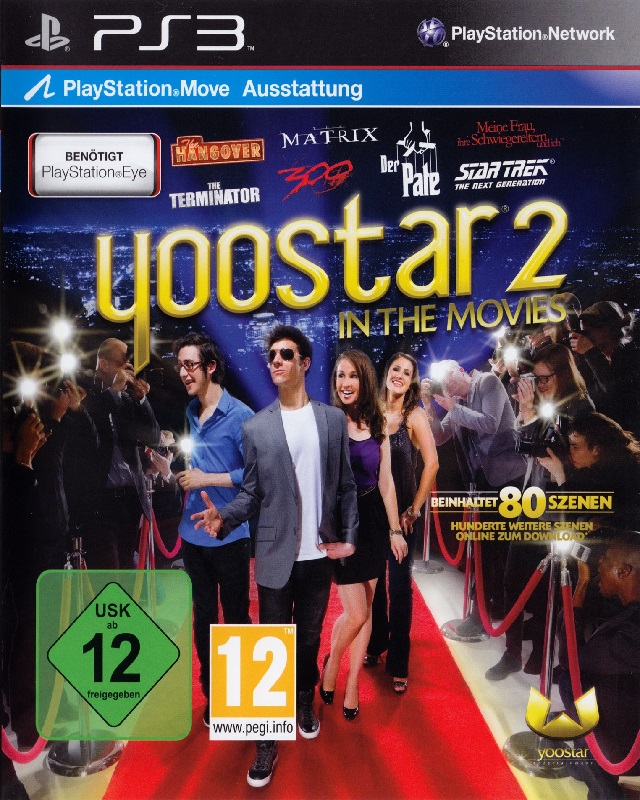 PS3
PlayStation®Network
PlayStation®Move Ausstattung
BENÖTIGT
PlayStation®Eye
The
HANGOVER
THE
MATRIX
Der
Pate
Meine Frau,
ihre Schwiegereltern und ich
THE
TERMINATOR
300
STAR TREK®
THE NEXT GENERATION
yoostar® 2
IN THE MOVIES
BEINHALTET 80 SZENEN
HUNDERTE WEITERE SZENEN
ONLINE ZUM DOWNLOAD*
USK
ab
12
freigegeben
12™
www.pegi.info
yoostar